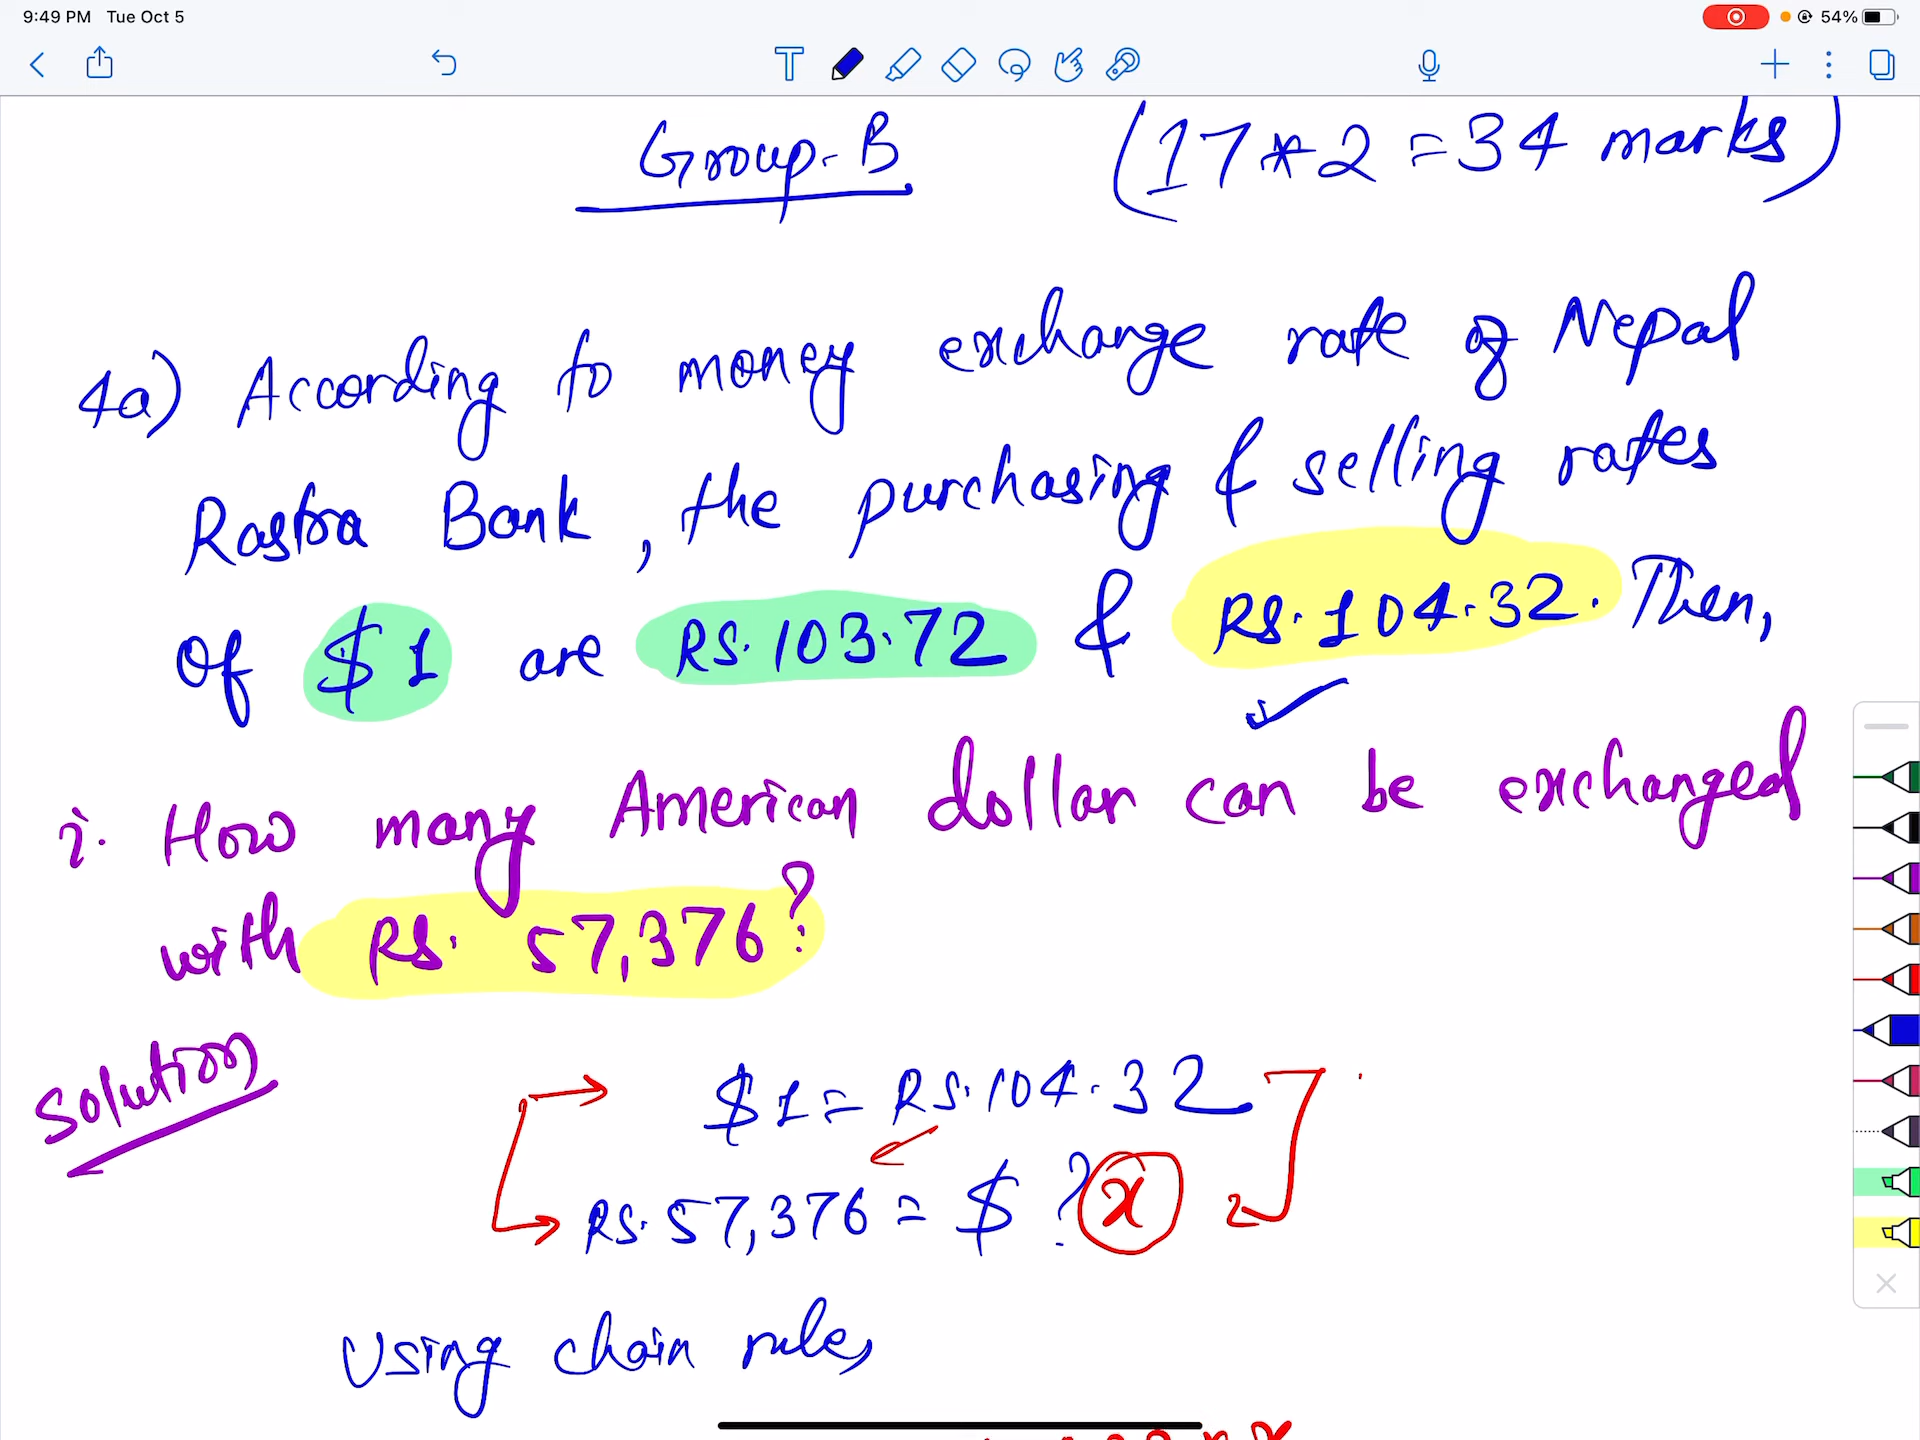 9:49 PM Tue Oct 5
54%
Group-B (17*2=34 marks)
4a) According to money exchange rate of Nepal
Rastra Bank, the purchasing & selling rates
of $1 are RS.103.72 & RS.104.32. Then,
i. How many American dollar can be exchanged
with RS. 57,376?
Solution
$1 = RS.104.32
RS.57,376 = $ ? x
Using chain rule,